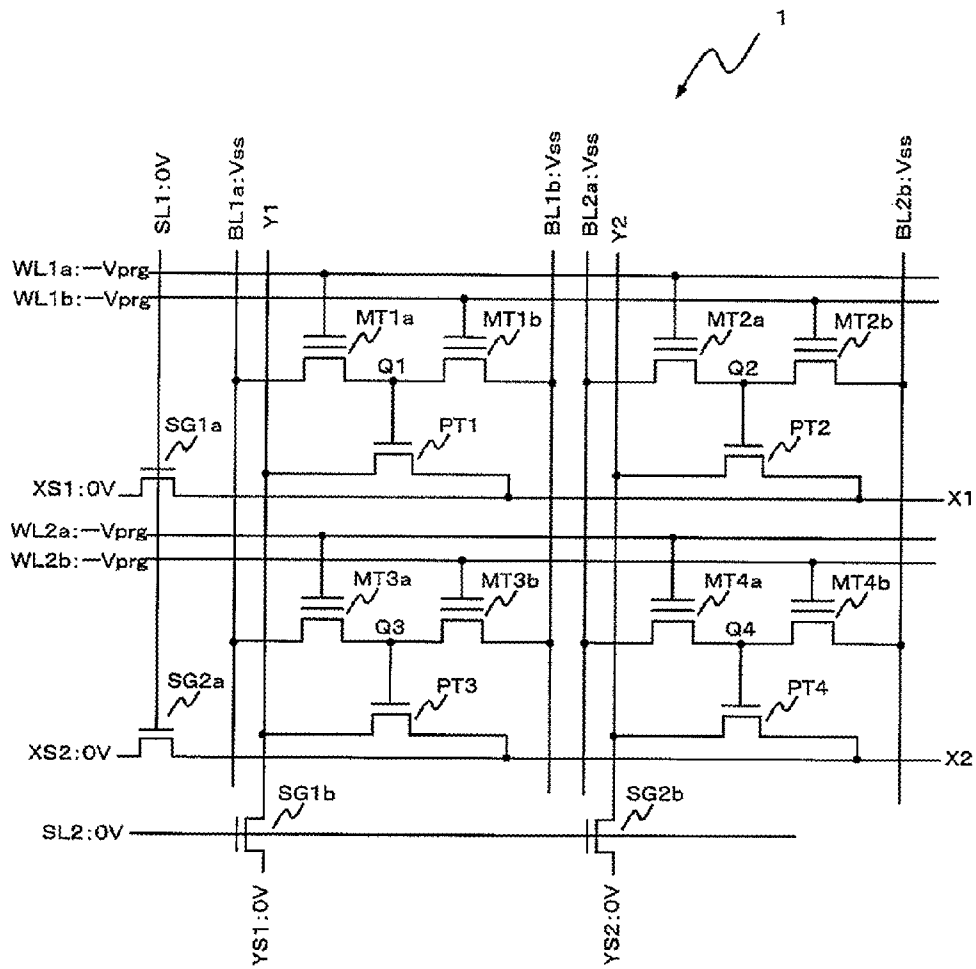 1
SL1:0V
BL1a:Vss
Y1
BL1b:Vss
BL2a:Vss
Y2
BL2b:Vss
WL1a:—Vprg
WL1b:—Vprg
MT1a
MT1b
MT2a
MT2b
Q1
Q2
SG1a
PT1
PT2
XS1:0V
X1
WL2a:—Vprg
WL2b:—Vprg
MT3a
MT3b
MT4a
MT4b
Q3
Q4
SG2a
PT3
PT4
XS2:0V
X2
SG1b
SG2b
SL2:0V
YS1:0V
YS2:0V